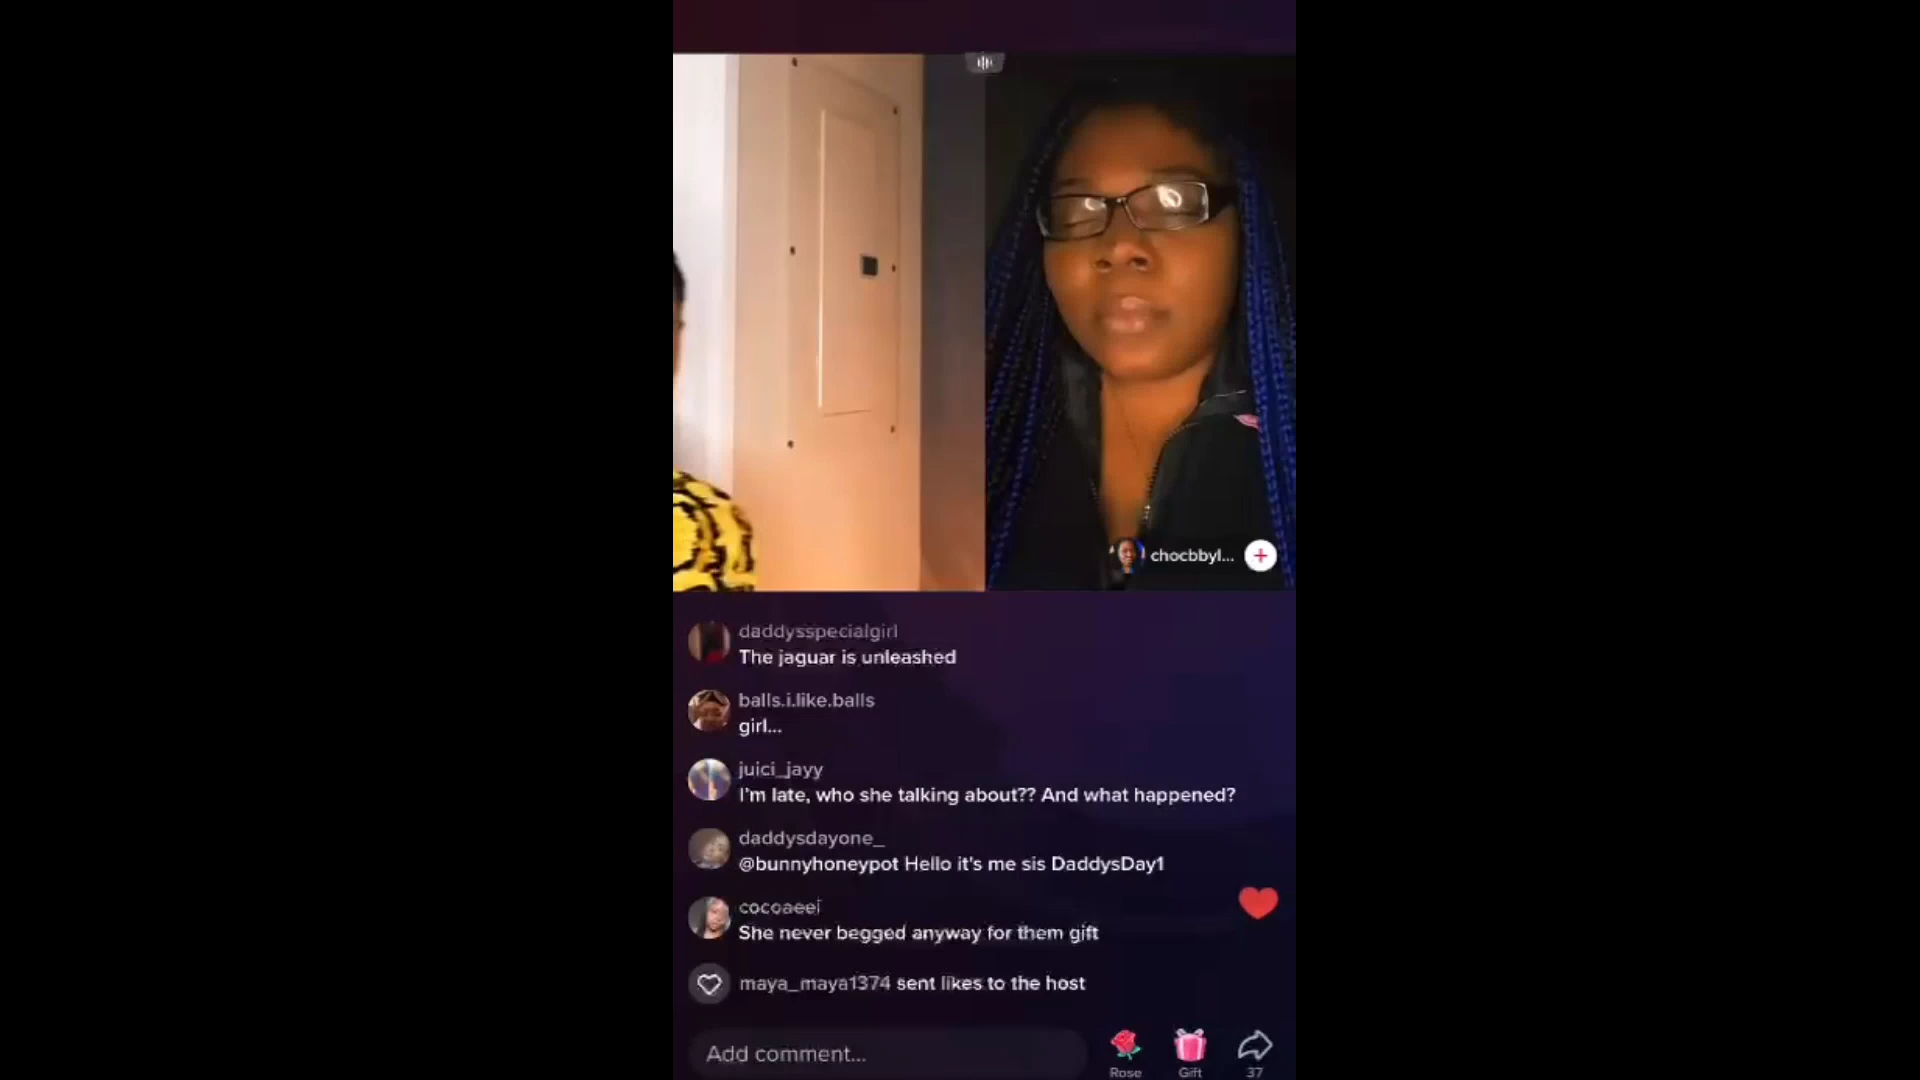 chocbbyl...
daddysspecialgirl
The jaguar is unleashed
balls.i.like.balls
girl...
juici_jayy
I'm late, who she talking about?? And what happened?
daddysdayone_
@bunnyhoneypot Hello it's me sis DaddysDay1
cocoaeei
She never begged anyway for them gift
maya_maya1374 sent likes to the host
Add comment...
Rose
Gift
37